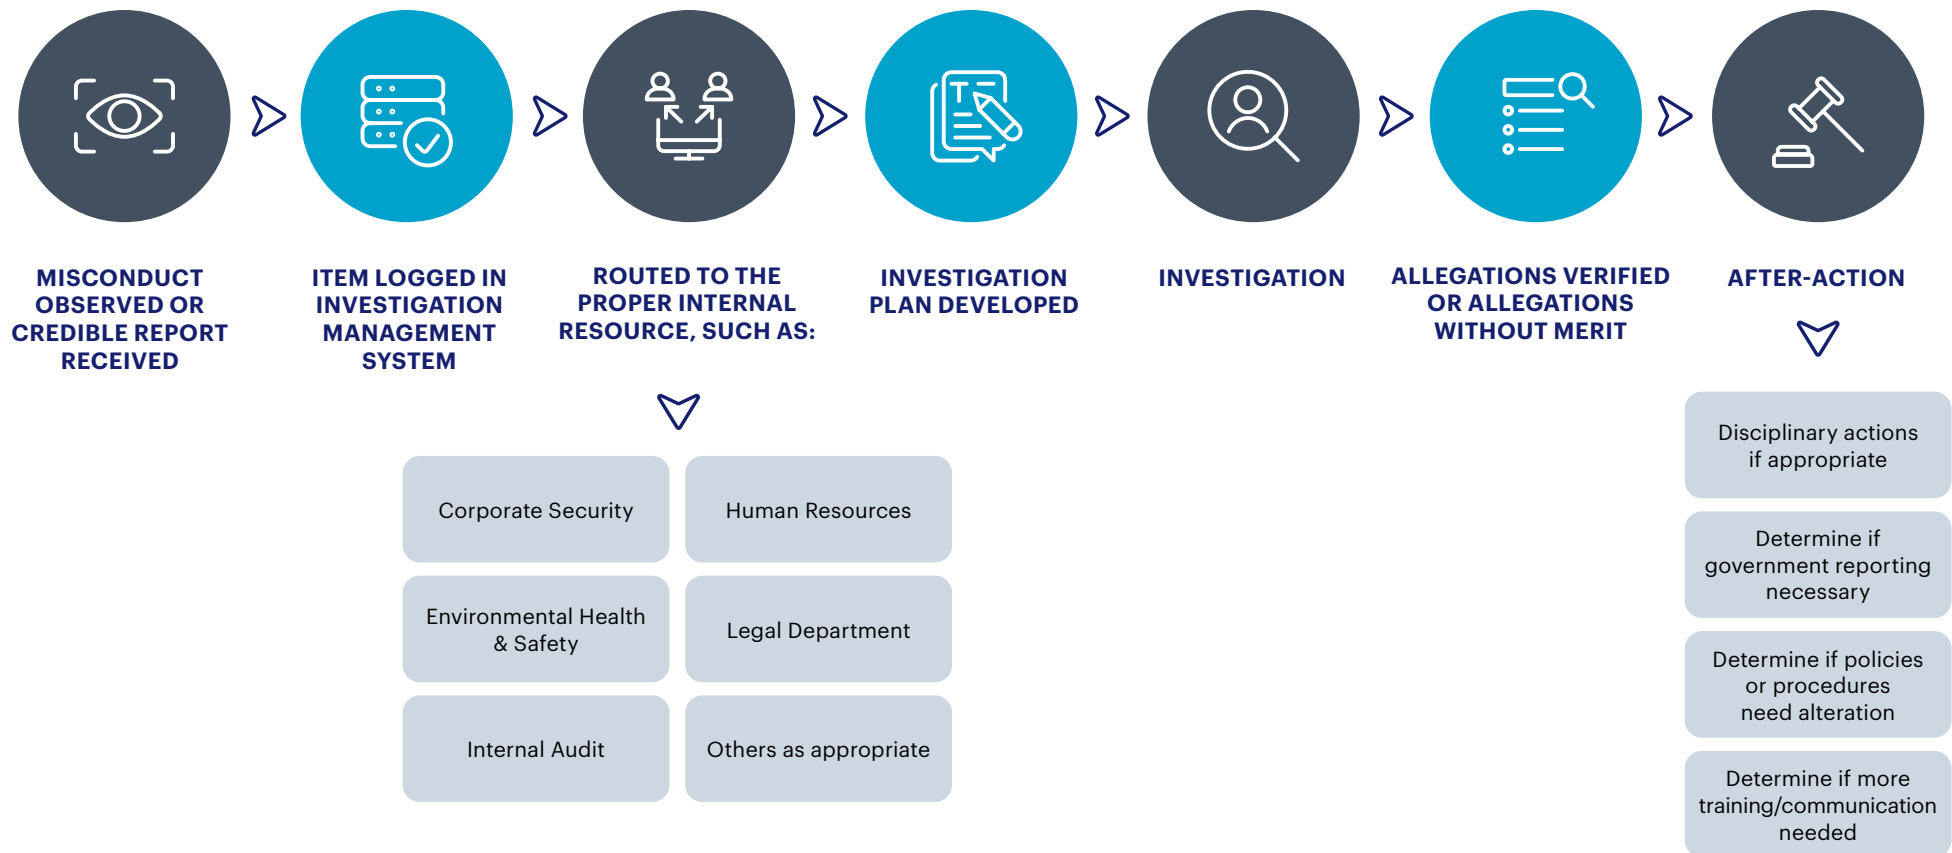 MISCONDUCT
OBSERVED OR
CREDIBLE REPORT
RECEIVED
ITEM LOGGED IN
INVESTIGATION
MANAGEMENT
SYSTEM
ROUTED TO THE
PROPER INTERNAL
RESOURCE, SUCH AS:
Corporate Security
Human Resources
Environmental Health
& Safety
Legal Department
Internal Audit
Others as appropriate
INVESTIGATION
PLAN DEVELOPED
INVESTIGATION
ALLEGATIONS VERIFIED
OR ALLEGATIONS
WITHOUT MERIT
AFTER-ACTION
Disciplinary actions
if appropriate
Determine if
government reporting
necessary
Determine if policies
or procedures
need alteration
Determine if more
training/communication
needed